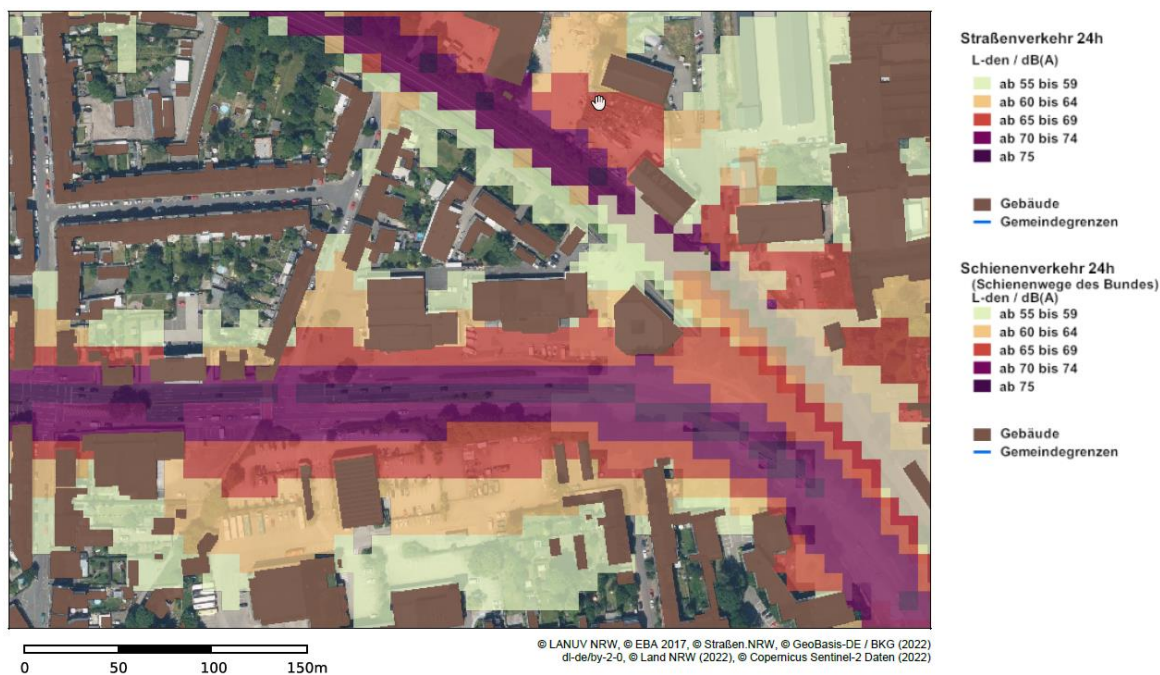 Straßenverkehr 24h
L-den / dB(A)
ab 55 bis 59
ab 60 bis 64
ab 65 bis 69
ab 70 bis 74
ab 75
Gebäude
Gemeindegrenzen
Schienenverkehr 24h
(Schienenwege des Bundes)
L-den / dB(A)
ab 55 bis 59
ab 60 bis 64
ab 65 bis 69
ab 70 bis 74
ab 75
Gebäude
Gemeindegrenzen
0 50 100 150m
© LANUV NRW, © EBA 2017, © Straßen.NRW, © GeoBasis-DE / BKG (2022)
dl-de/by-2-0, © Land NRW (2022), © Copernicus Sentinel-2 Daten (2022)